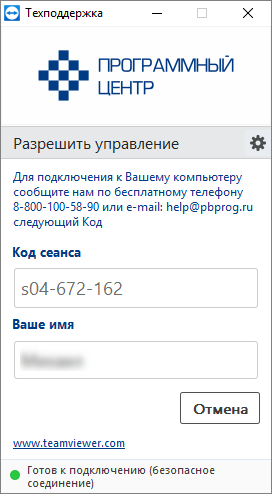 Техподдержка
ПРОГРАММНЫЙ
ЦЕНТР
Разрешить управление
Для подключения к Вашему компьютеру
сообщите нам по бесплатному телефону
8-800-100-58-90 или e-mail: help@pbprog.ru
следующий Код
Код сеанса
s04-672-162
Ваше имя
Отмена
www.teamviewer.com
Готов к подключению (безопасное
соединение)